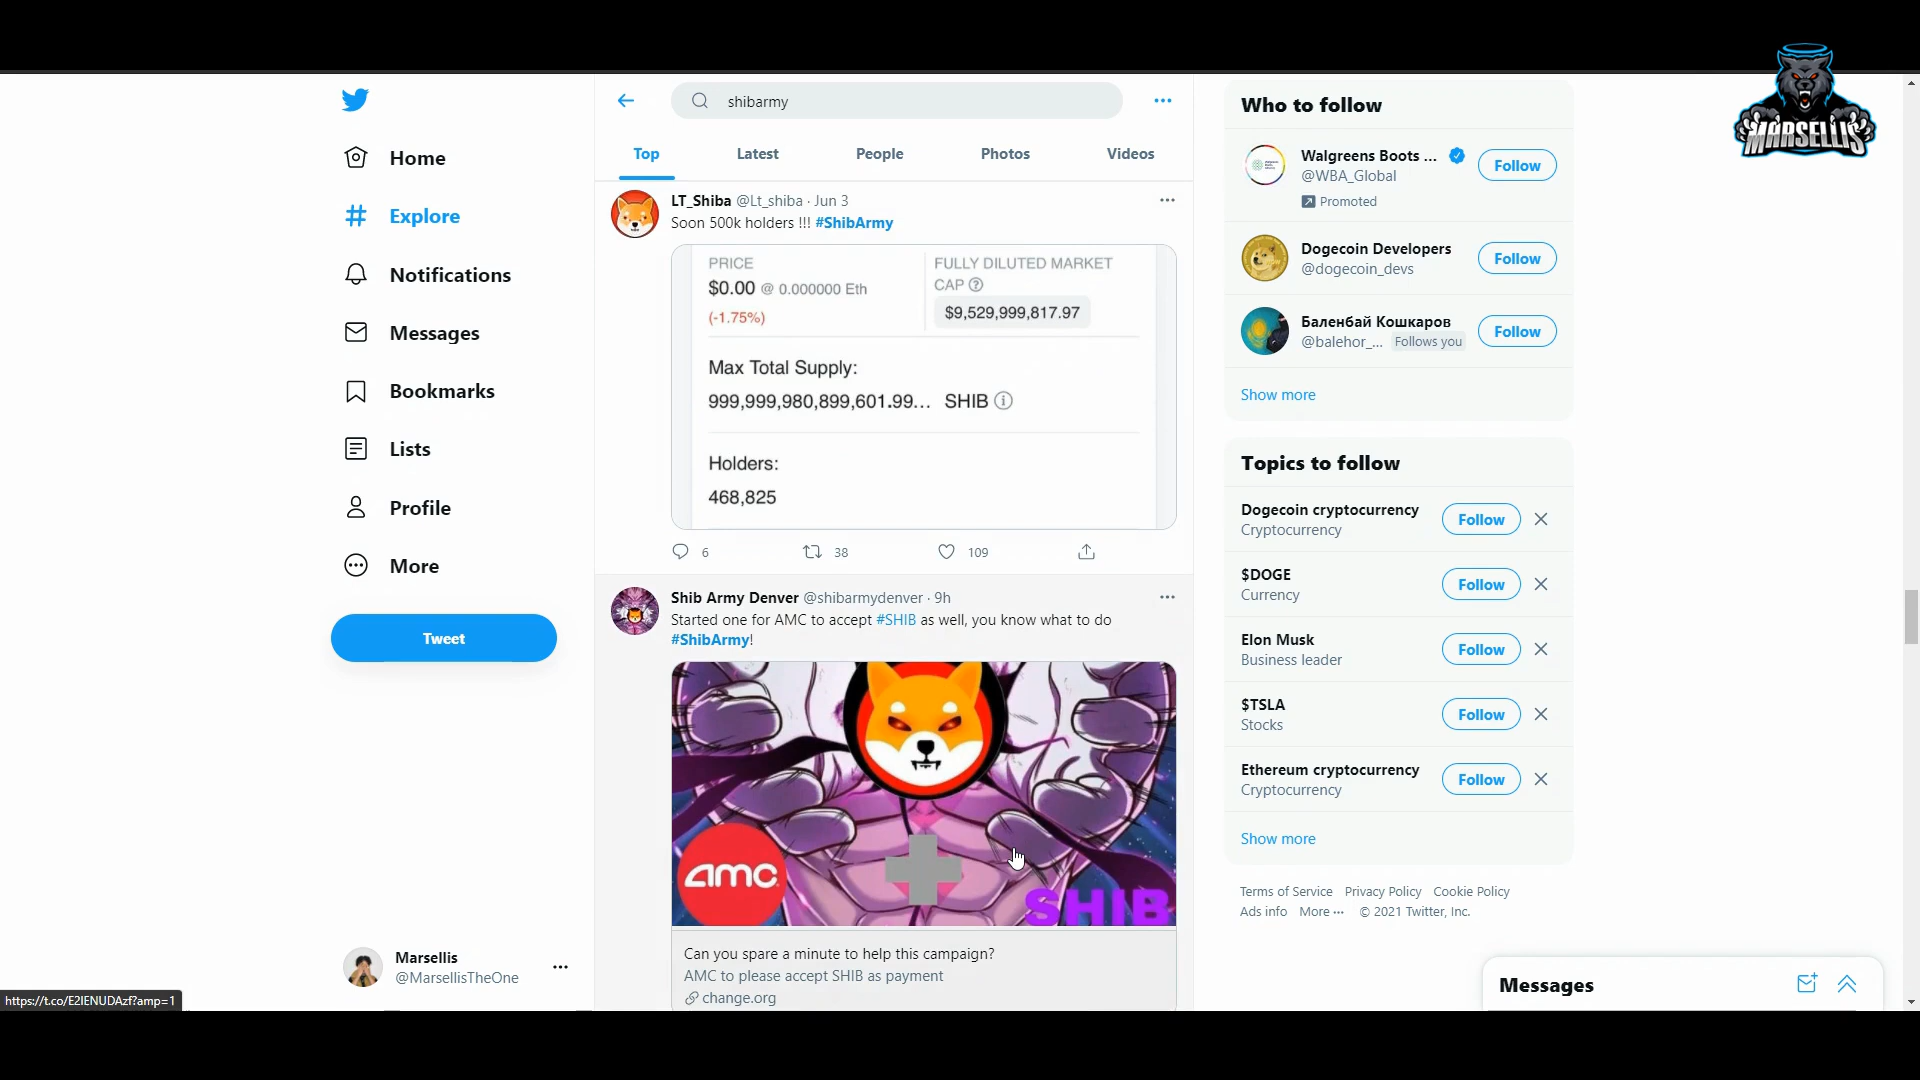 MARSELLIS
Home
Explore
Notifications
Messages
Bookmarks
Lists
Profile
More
Tweet
Marsellis
@MarsellisTheOne
https://t.co/E2IENUDAzf?amp=1
shibarmy
Top
Latest
People
Photos
Videos
LT_Shiba @Lt_shiba · Jun 3
Soon 500k holders !!! #ShibArmy
PRICE
$0.00 @ 0.000000 Eth
(-1.75%)
FULLY DILUTED MARKET
CAP
$9,529,999,817.97
Max Total Supply:
999,999,980,899,601.99... SHIB
Holders:
468,825
6
38
109
Shib Army Denver @shibarmydenver · 9h
Started one for AMC to accept #SHIB as well, you know what to do
#ShibArmy!
amc
SHIB
Can you spare a minute to help this campaign?
AMC to please accept SHIB as payment
change.org
Who to follow
Walgreens Boots ...
@WBA_Global
Promoted
Follow
Dogecoin Developers
@dogecoin_devs
Follow
Баленбай Кошкаров
@balehor_... Follows you
Follow
Show more
Topics to follow
Dogecoin cryptocurrency
Cryptocurrency
Follow
$DOGE
Currency
Follow
Elon Musk
Business leader
Follow
$TSLA
Stocks
Follow
Ethereum cryptocurrency
Cryptocurrency
Follow
Show more
Terms of Service Privacy Policy Cookie Policy
Ads info More ··· © 2021 Twitter, Inc.
Messages